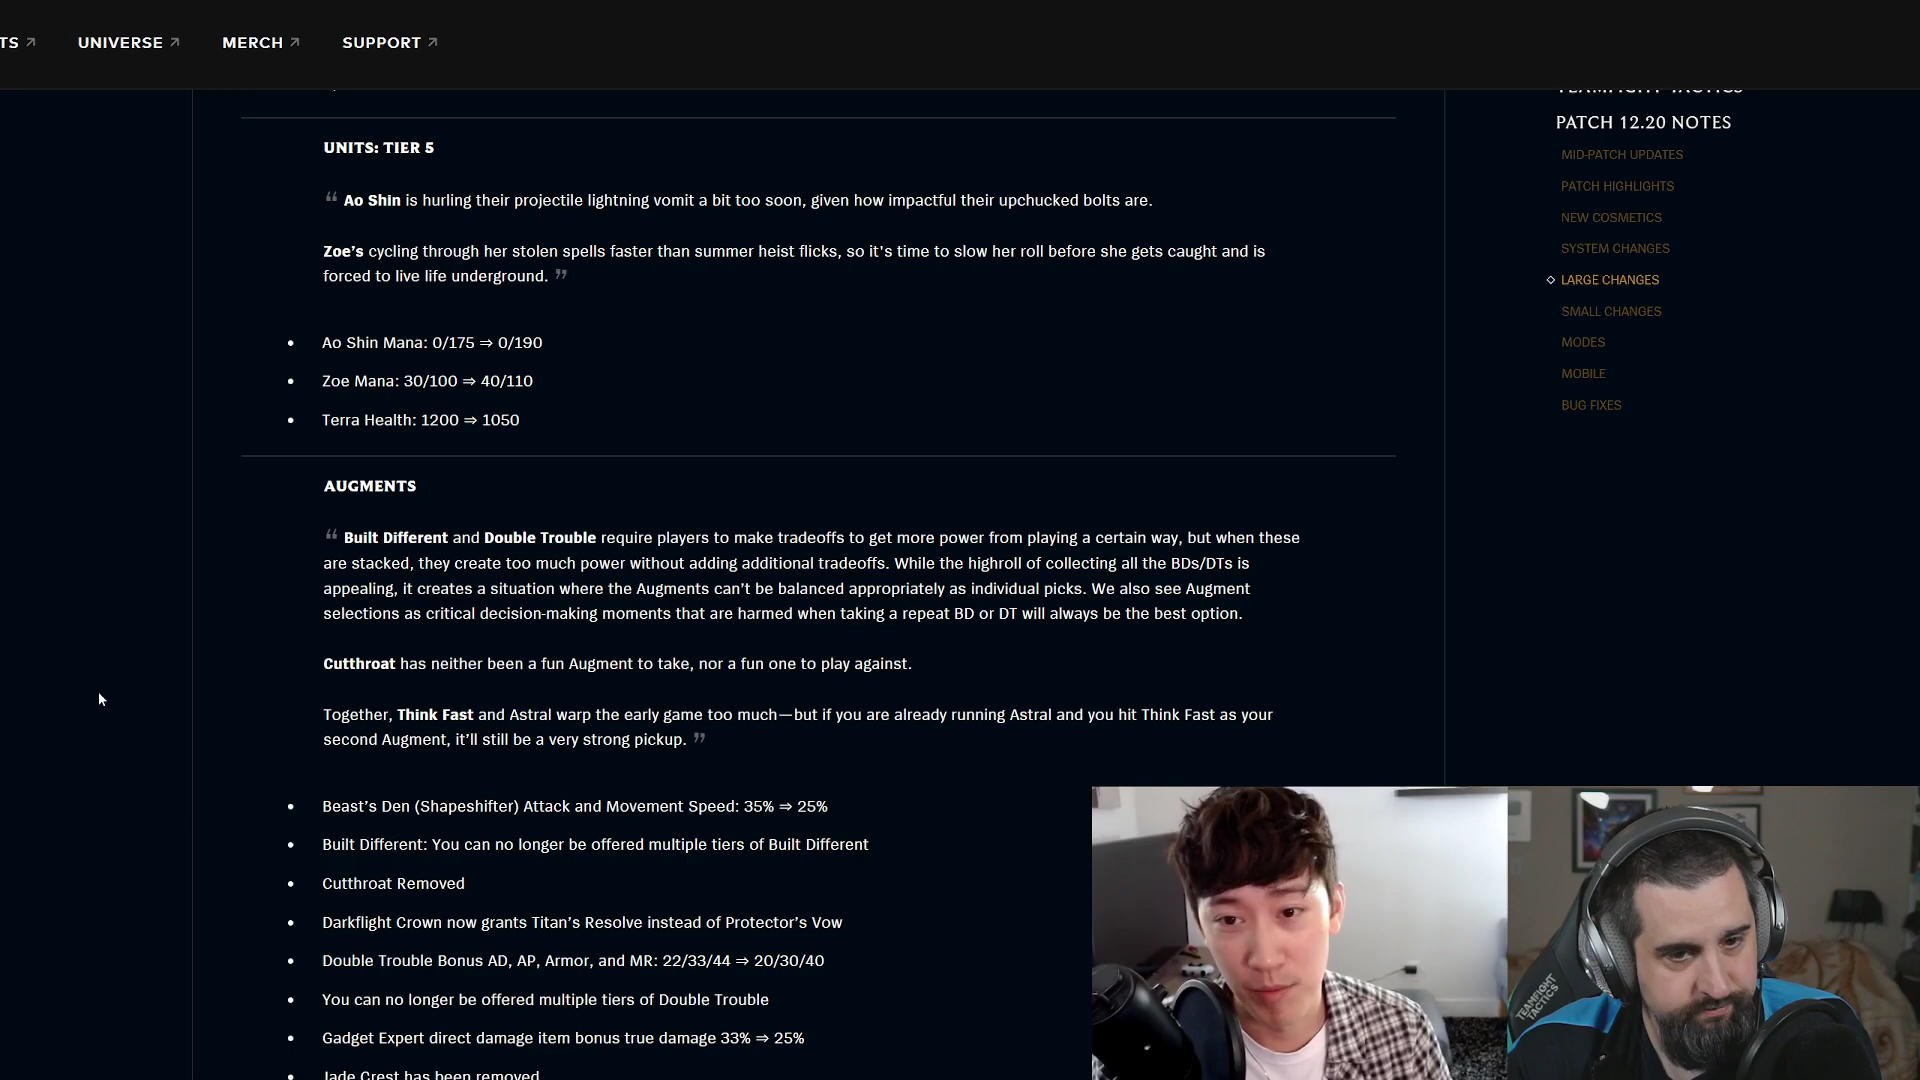 TS
UNIVERSE
MERCH
SUPPORT
TEAMFIGHT TACTICS
PATCH 12.20 NOTES
MID-PATCH UPDATES
PATCH HIGHLIGHTS
NEW COSMETICS
SYSTEM CHANGES
LARGE CHANGES
SMALL CHANGES
MODES
MOBILE
BUG FIXES
UNITS: TIER 5
“ Ao Shin is hurling their projectile lightning vomit a bit too soon, given how impactful their upchucked bolts are.
Zoe’s cycling through her stolen spells faster than summer heist flicks, so it’s time to slow her roll before she gets caught and is
forced to live life underground. ”
• Ao Shin Mana: 0/175 ⇒ 0/190
• Zoe Mana: 30/100 ⇒ 40/110
• Terra Health: 1200 ⇒ 1050
AUGMENTS
“ Built Different and Double Trouble require players to make tradeoffs to get more power from playing a certain way, but when these
are stacked, they create too much power without adding additional tradeoffs. While the highroll of collecting all the BDs/DTs is
appealing, it creates a situation where the Augments can’t be balanced appropriately as individual picks. We also see Augment
selections as critical decision-making moments that are harmed when taking a repeat BD or DT will always be the best option.
Cutthroat has neither been a fun Augment to take, nor a fun one to play against.
Together, Think Fast and Astral warp the early game too much—but if you are already running Astral and you hit Think Fast as your
second Augment, it’ll still be a very strong pickup. ”
• Beast’s Den (Shapeshifter) Attack and Movement Speed: 35% ⇒ 25%
• Built Different: You can no longer be offered multiple tiers of Built Different
• Cutthroat Removed
• Darkflight Crown now grants Titan’s Resolve instead of Protector’s Vow
• Double Trouble Bonus AD, AP, Armor, and MR: 22/33/44 ⇒ 20/30/40
• You can no longer be offered multiple tiers of Double Trouble
• Gadget Expert direct damage item bonus true damage 33% ⇒ 25%
• Jade Crest has been removed
TEAMFIGHT
TACTICS